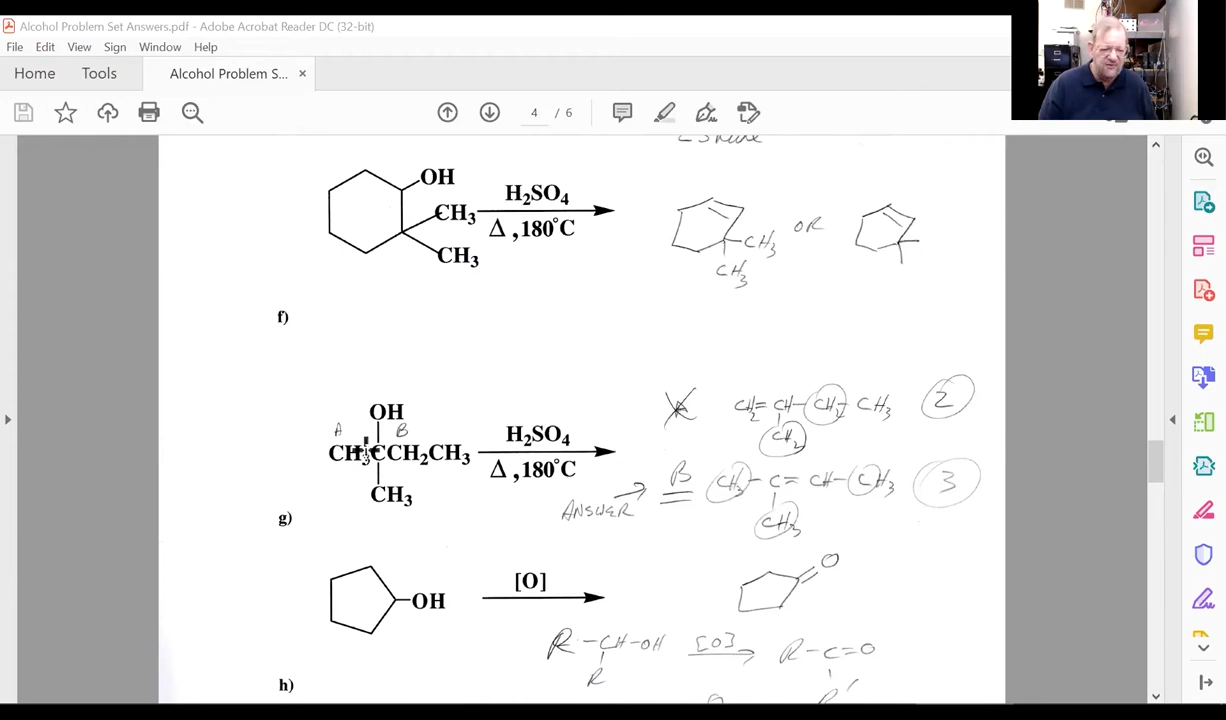 Alcohol Problem Set Answers.pdf - Adobe Acrobat Reader DC (32-bit)
File Edit View Sign Window Help
Home Tools Alcohol Problem S... ×
4 / 6
OH
CH₃
CH₃
H₂SO₄
Δ ,180°C
CH₃
CH₃
OR
f)
OH
A B
CH₃CCH₂CH₃
CH₃
H₂SO₄
Δ ,180°C
CH₂=CH-CH₂-CH₃ 2
CH₂
ANSWER → B CH₃-C=CH-CH₃ 3
CH₃
g)
OH
[O]
O
R-CH-OH [O] R-C=O
R R'
h)